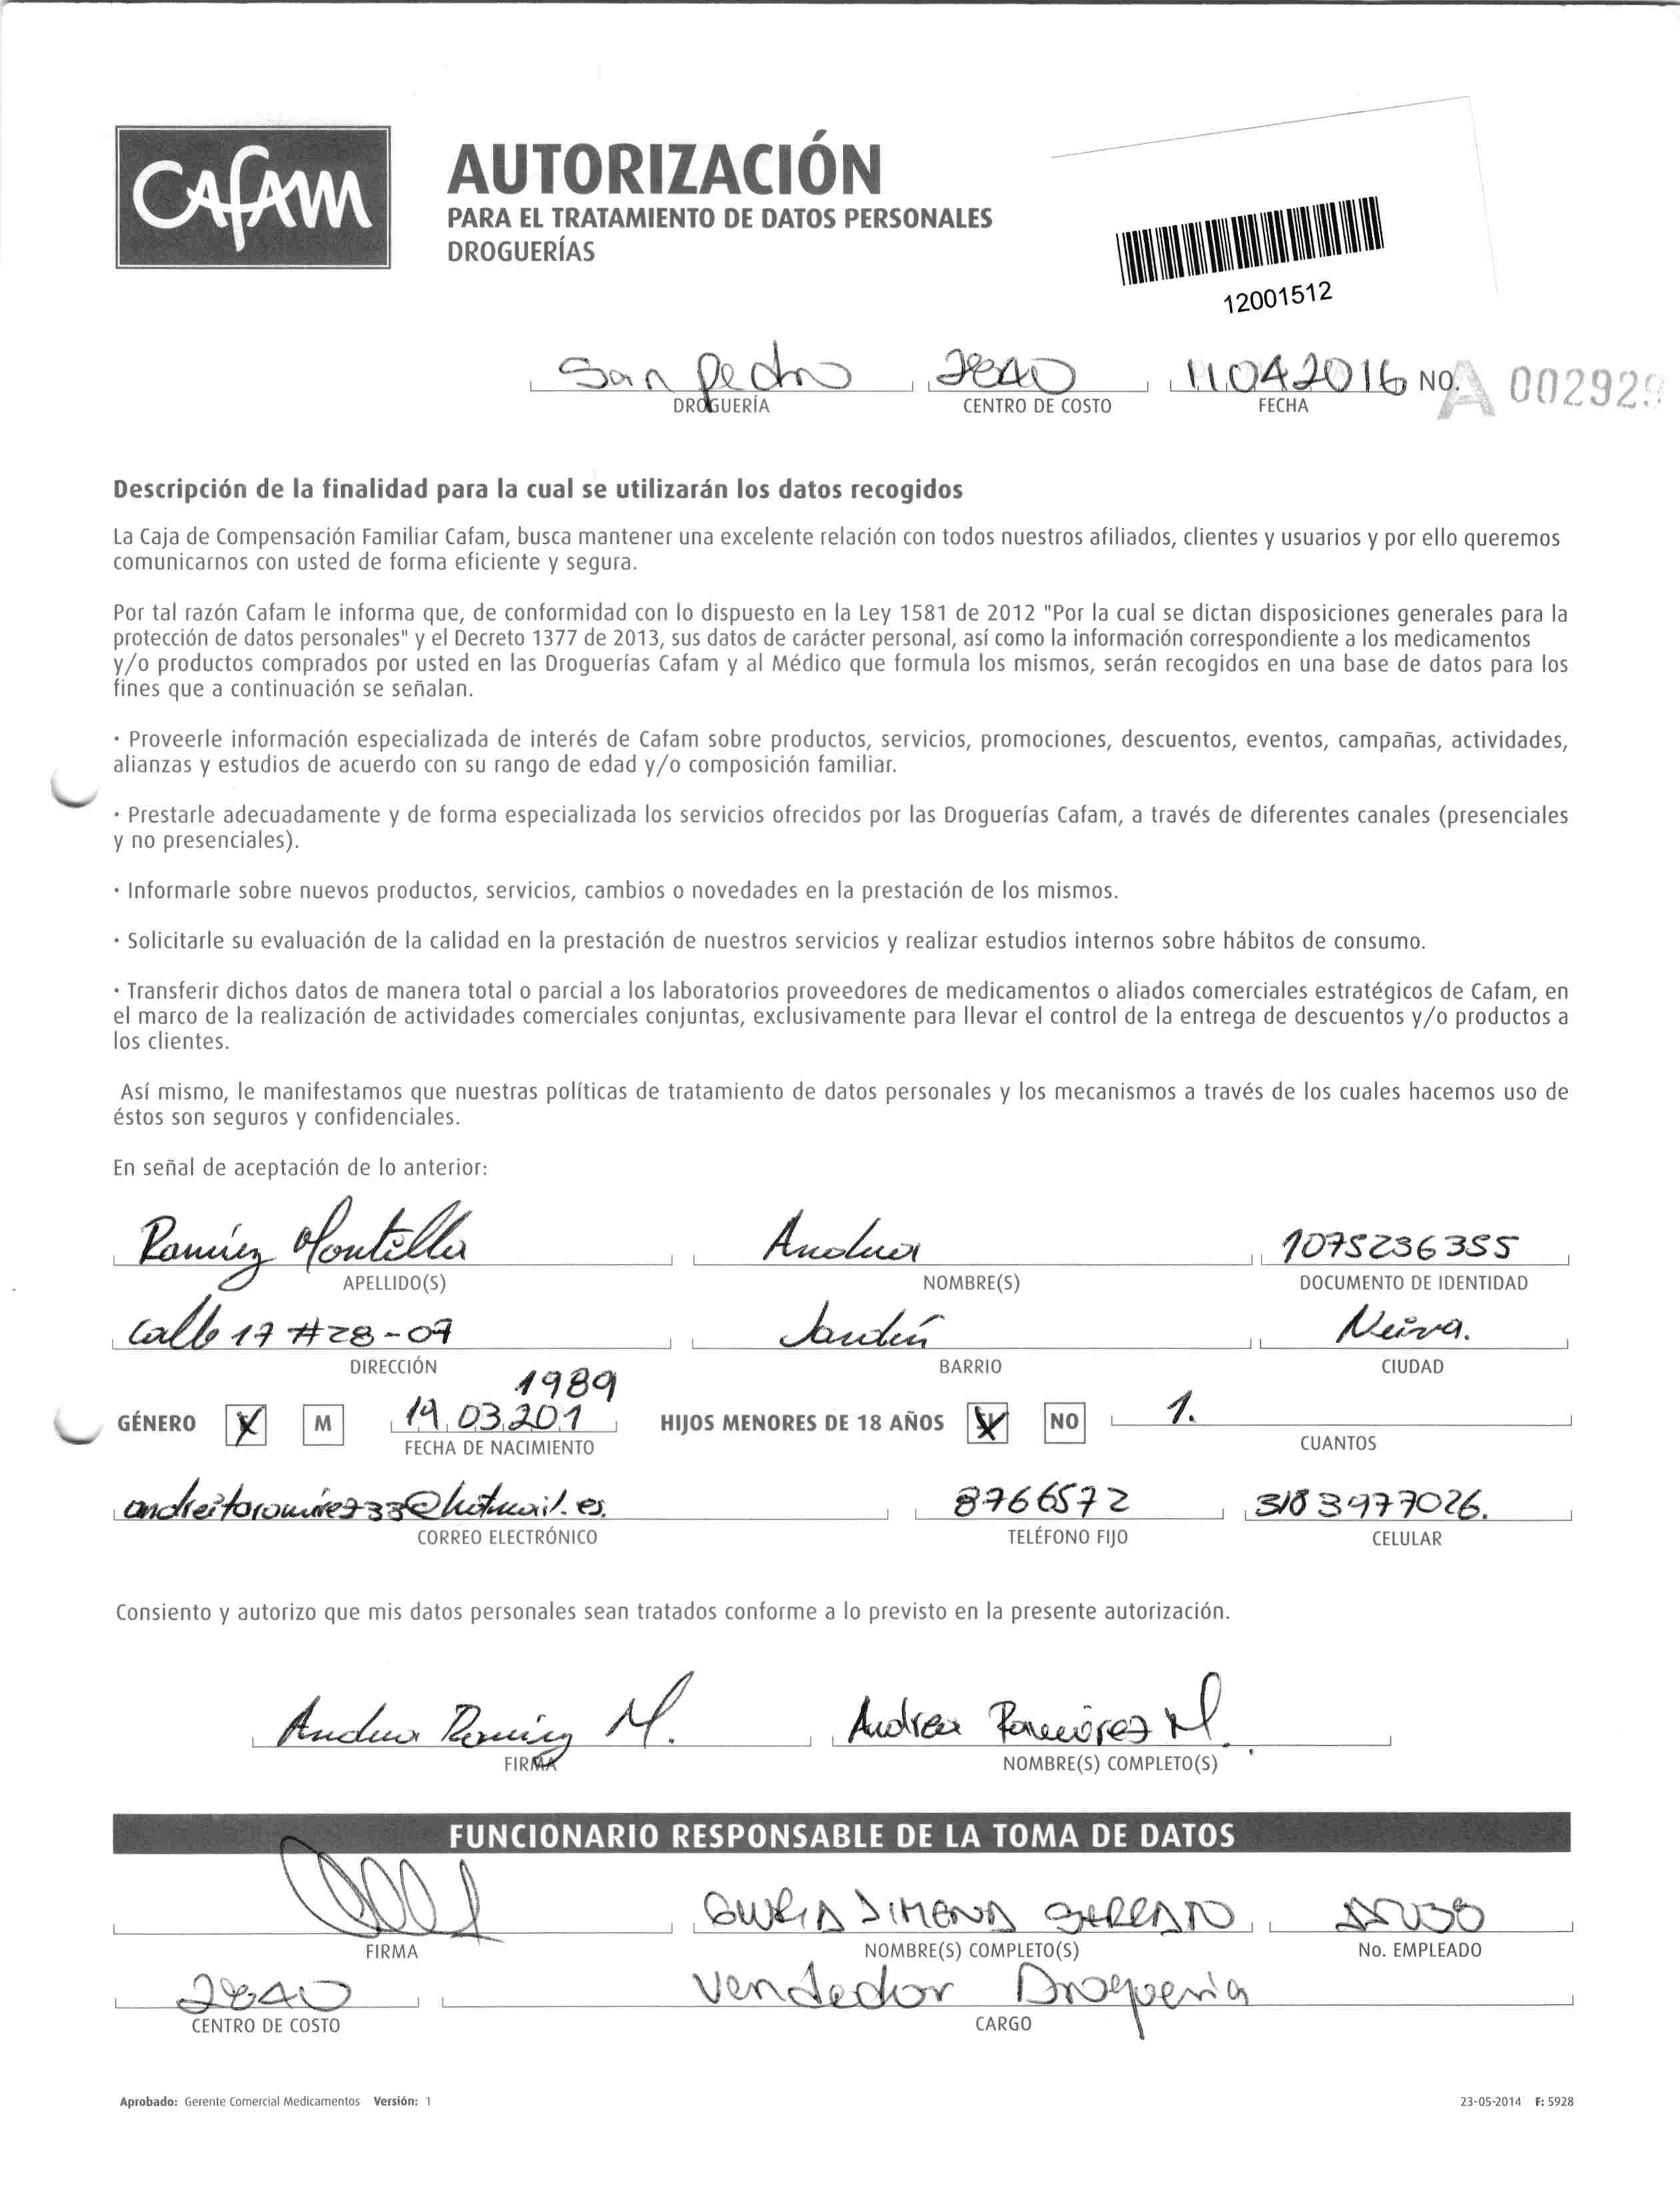 Cafam
AUTORIZACIÓN
PARA EL TRATAMIENTO DE DATOS PERSONALES
DROGUERÍAS
12001512
San Pedro 2840 11042016 NO. A 002929
DROGUERÍA CENTRO DE COSTO FECHA
Descripción de la finalidad para la cual se utilizarán los datos recogidos
La Caja de Compensación Familiar Cafam, busca mantener una excelente relación con todos nuestros afiliados, clientes y usuarios y por ello queremos
comunicarnos con usted de forma eficiente y segura.
Por tal razón Cafam le informa que, de conformidad con lo dispuesto en la Ley 1581 de 2012 "Por la cual se dictan disposiciones generales para la
protección de datos personales" y el Decreto 1377 de 2013, sus datos de carácter personal, así como la información correspondiente a los medicamentos
y/o productos comprados por usted en las Droguerías Cafam y al Médico que formula los mismos, serán recogidos en una base de datos para los
fines que a continuación se señalan.
· Proveerle información especializada de interés de Cafam sobre productos, servicios, promociones, descuentos, eventos, campañas, actividades,
alianzas y estudios de acuerdo con su rango de edad y/o composición familiar.
· Prestarle adecuadamente y de forma especializada los servicios ofrecidos por las Droguerías Cafam, a través de diferentes canales (presenciales
y no presenciales).
· Informarle sobre nuevos productos, servicios, cambios o novedades en la prestación de los mismos.
· Solicitarle su evaluación de la calidad en la prestación de nuestros servicios y realizar estudios internos sobre hábitos de consumo.
· Transferir dichos datos de manera total o parcial a los laboratorios proveedores de medicamentos o aliados comerciales estratégicos de Cafam, en
el marco de la realización de actividades comerciales conjuntas, exclusivamente para llevar el control de la entrega de descuentos y/o productos a
los clientes.
Así mismo, le manifestamos que nuestras políticas de tratamiento de datos personales y los mecanismos a través de los cuales hacemos uso de
éstos son seguros y confidenciales.
En señal de aceptación de lo anterior:
Ramírez Montilla Andrea 1075236355
APELLIDO(S) NOMBRE(S) DOCUMENTO DE IDENTIDAD
Calle 17 #28-07 Jardín Neiva.
DIRECCIÓN BARRIO CIUDAD
1989
GÉNERO M 19 03 201 HIJOS MENORES DE 18 AÑOS NO 1.
FECHA DE NACIMIENTO CUANTOS
andreitaramirez33@hotmail.es. 8766572 3183977026.
CORREO ELECTRÓNICO TELÉFONO FIJO CELULAR
Consiento y autorizo que mis datos personales sean tratados conforme a lo previsto en la presente autorización.
Andrea Ramírez M. Andrea Ramírez M.
FIRMA NOMBRE(S) COMPLETO(S)
FUNCIONARIO RESPONSABLE DE LA TOMA DE DATOS
JIMENA
FIRMA NOMBRE(S) COMPLETO(S) No. EMPLEADO
2840 Vendedor Droguería
CENTRO DE COSTO CARGO
Aprobado: Gerente Comercial Medicamentos Versión: 1 23-05-2014 F: 5928